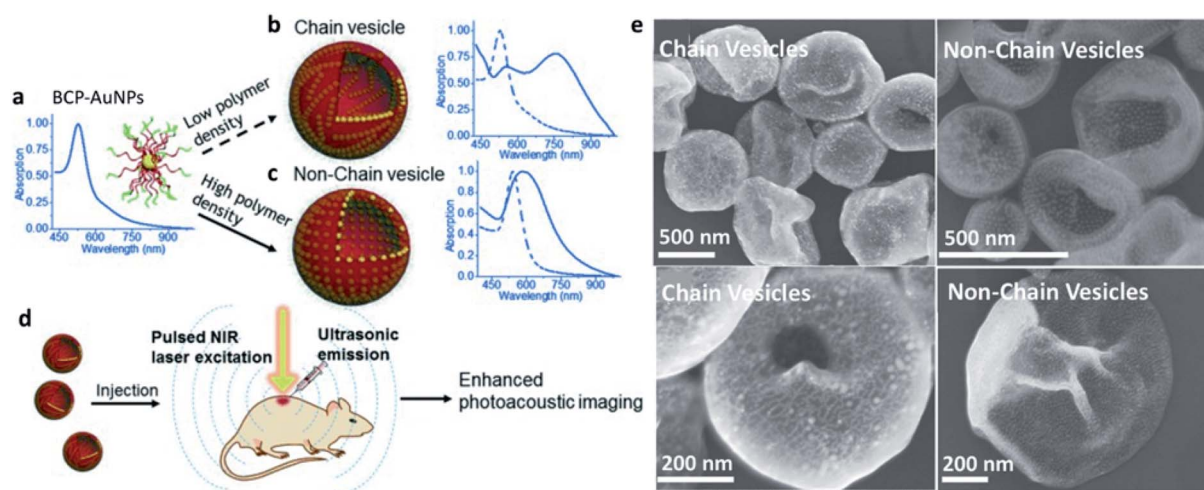 a
BCP-AuNPs
1.00
0.75
0.50
0.25
0.00
Absorption
450 600 750 900
Wavelength (nm)
Low polymer
density
High polymer
density
b
Chain vesicle
1.00
0.75
0.50
0.25
0.00
Absorption
450 600 750 900
Wavelength (nm)
c
Non-Chain vesicle
1.0
0.8
0.6
0.4
0.2
0.0
Absorption
450 600 750 900
Wavelength (nm)
d
Injection
Pulsed NIR
laser excitation
Ultrasonic
emission
Enhanced
photoacoustic imaging
e
Chain Vesicles
500 nm
Non-Chain Vesicles
500 nm
Chain Vesicles
200 nm
Non-Chain Vesicles
200 nm